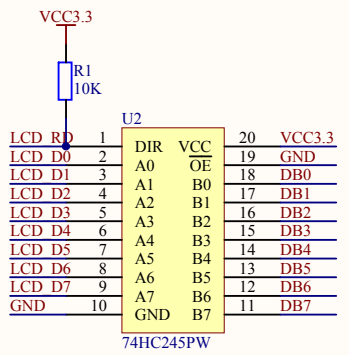 VCC3.3
R1
10K
U2
LCD_RD 1 DIR VCC 20 VCC3.3
LCD_D0 2 A0 OE 19 GND
LCD_D1 3 A1 B0 18 DB0
LCD_D2 4 A2 B1 17 DB1
LCD_D3 5 A3 B2 16 DB2
LCD_D4 6 A4 B3 15 DB3
LCD_D5 7 A5 B4 14 DB4
LCD_D6 8 A6 B5 13 DB5
LCD_D7 9 A7 B6 12 DB6
GND 10 GND B7 11 DB7
74HC245PW